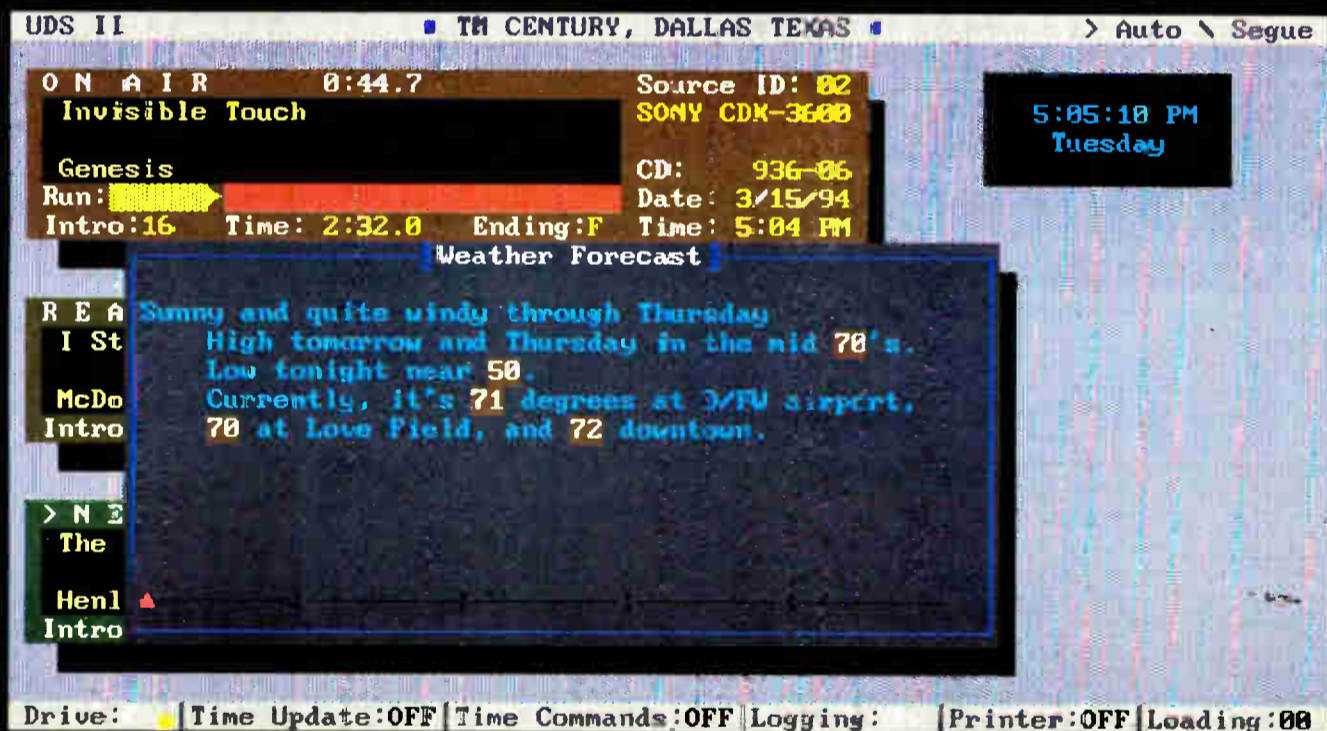 UDS II ■ TM CENTURY, DALLAS TEXAS ■ > Auto \ Segue
O N A I R 0:44.7 Source ID: 02
Invisible Touch SONY CDK-3600
Genesis CD: 936-06
Run: Date: 3/15/94
Intro:16 Time: 2:32.0 Ending:F Time: 5:04 PM
5:05:10 PM
Tuesday
Weather Forecast
Sunny and quite windy through Thursday
High tomorrow and Thursday in the mid 70's.
Low tonight near 50.
Currently, it's 71 degrees at D/FW airport,
70 at Love Field, and 72 downtown.
R E A
I St
McDo
Intro
> N E
The
Henl
Intro
Drive: Time Update:OFF Time Commands:OFF Logging: Printer:OFF Loading:00